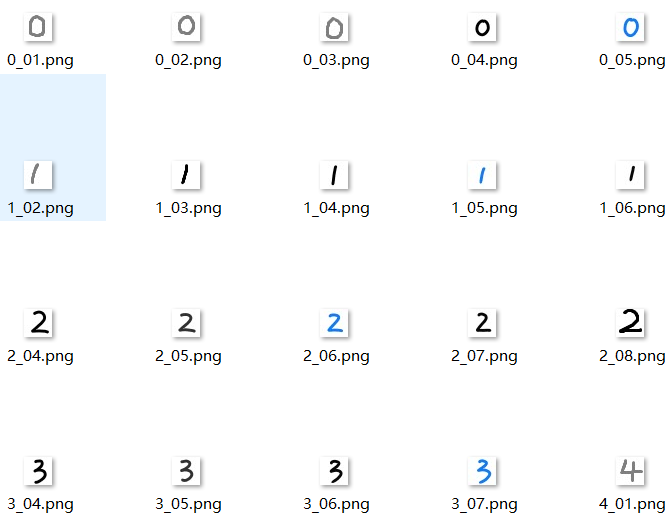 0 0 0 0 0
0_01.png 0_02.png 0_03.png 0_04.png 0_05.png
1 1 1 1 1
1_02.png 1_03.png 1_04.png 1_05.png 1_06.png
2 2 2 2 2
2_04.png 2_05.png 2_06.png 2_07.png 2_08.png
3 3 3 3 4
3_04.png 3_05.png 3_06.png 3_07.png 4_01.png